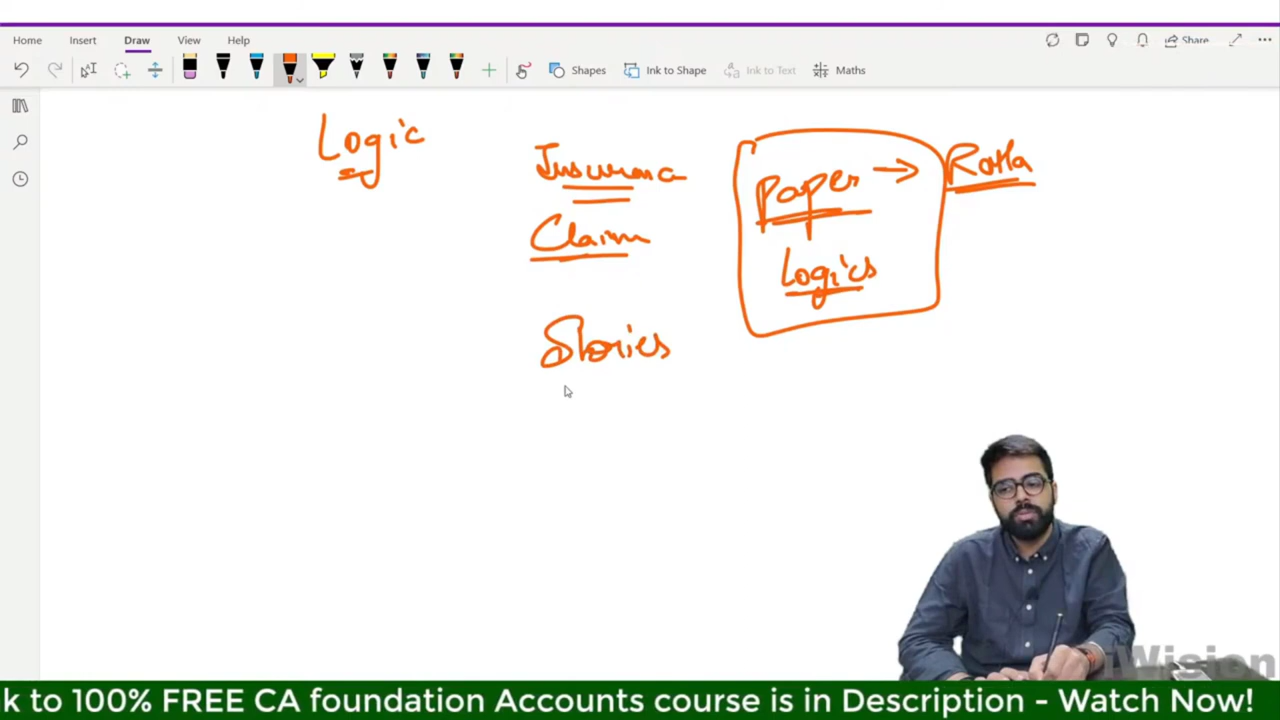 Home Insert Draw View Help Share
Shapes Ink to Shape Ink to Text Maths
Logic
Insurance
Claim
Stories
Paper → Ratta
Logics
iWision
k to 100% FREE CA foundation Accounts course is in Description - Watch Now!